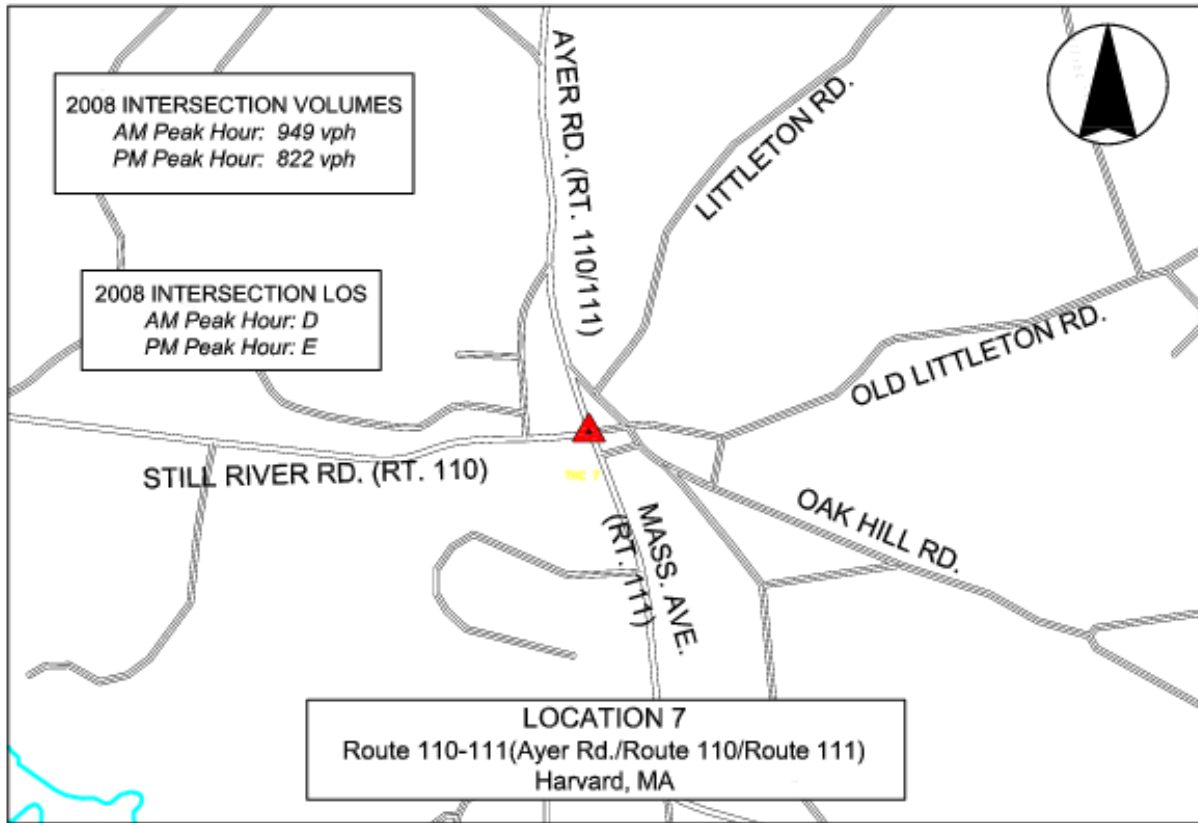 2008 INTERSECTION VOLUMES
AM Peak Hour: 949 vph
PM Peak Hour: 822 vph
AYER RD. (RT. 110/111)
LITTLETON RD.
2008 INTERSECTION LOS
AM Peak Hour: D
PM Peak Hour: E
OLD LITTLETON RD.
STILL RIVER RD. (RT. 110)
MASS. AVE.
(RT. 111)
OAK HILL RD.
LOCATION 7
Route 110-111(Ayer Rd./Route 110/Route 111)
Harvard, MA